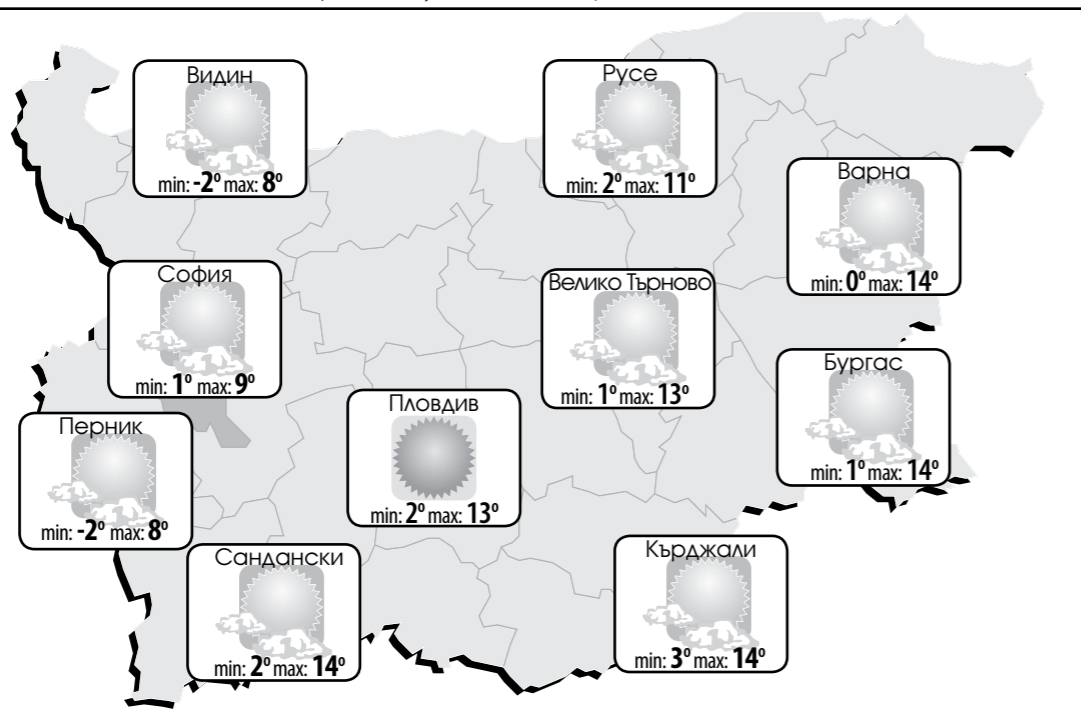 Видин
min: -2° max: 8°
Русе
min: 2° max: 11°
Варна
min: 0° max: 14°
София
min: 1° max: 9°
Велико Търново
min: 1° max: 13°
Бургас
min: 1° max: 14°
Пловдив
min: 2° max: 13°
Перник
min: -2° max: 8°
Сандански
min: 2° max: 14°
Кърджали
min: 3° max: 14°